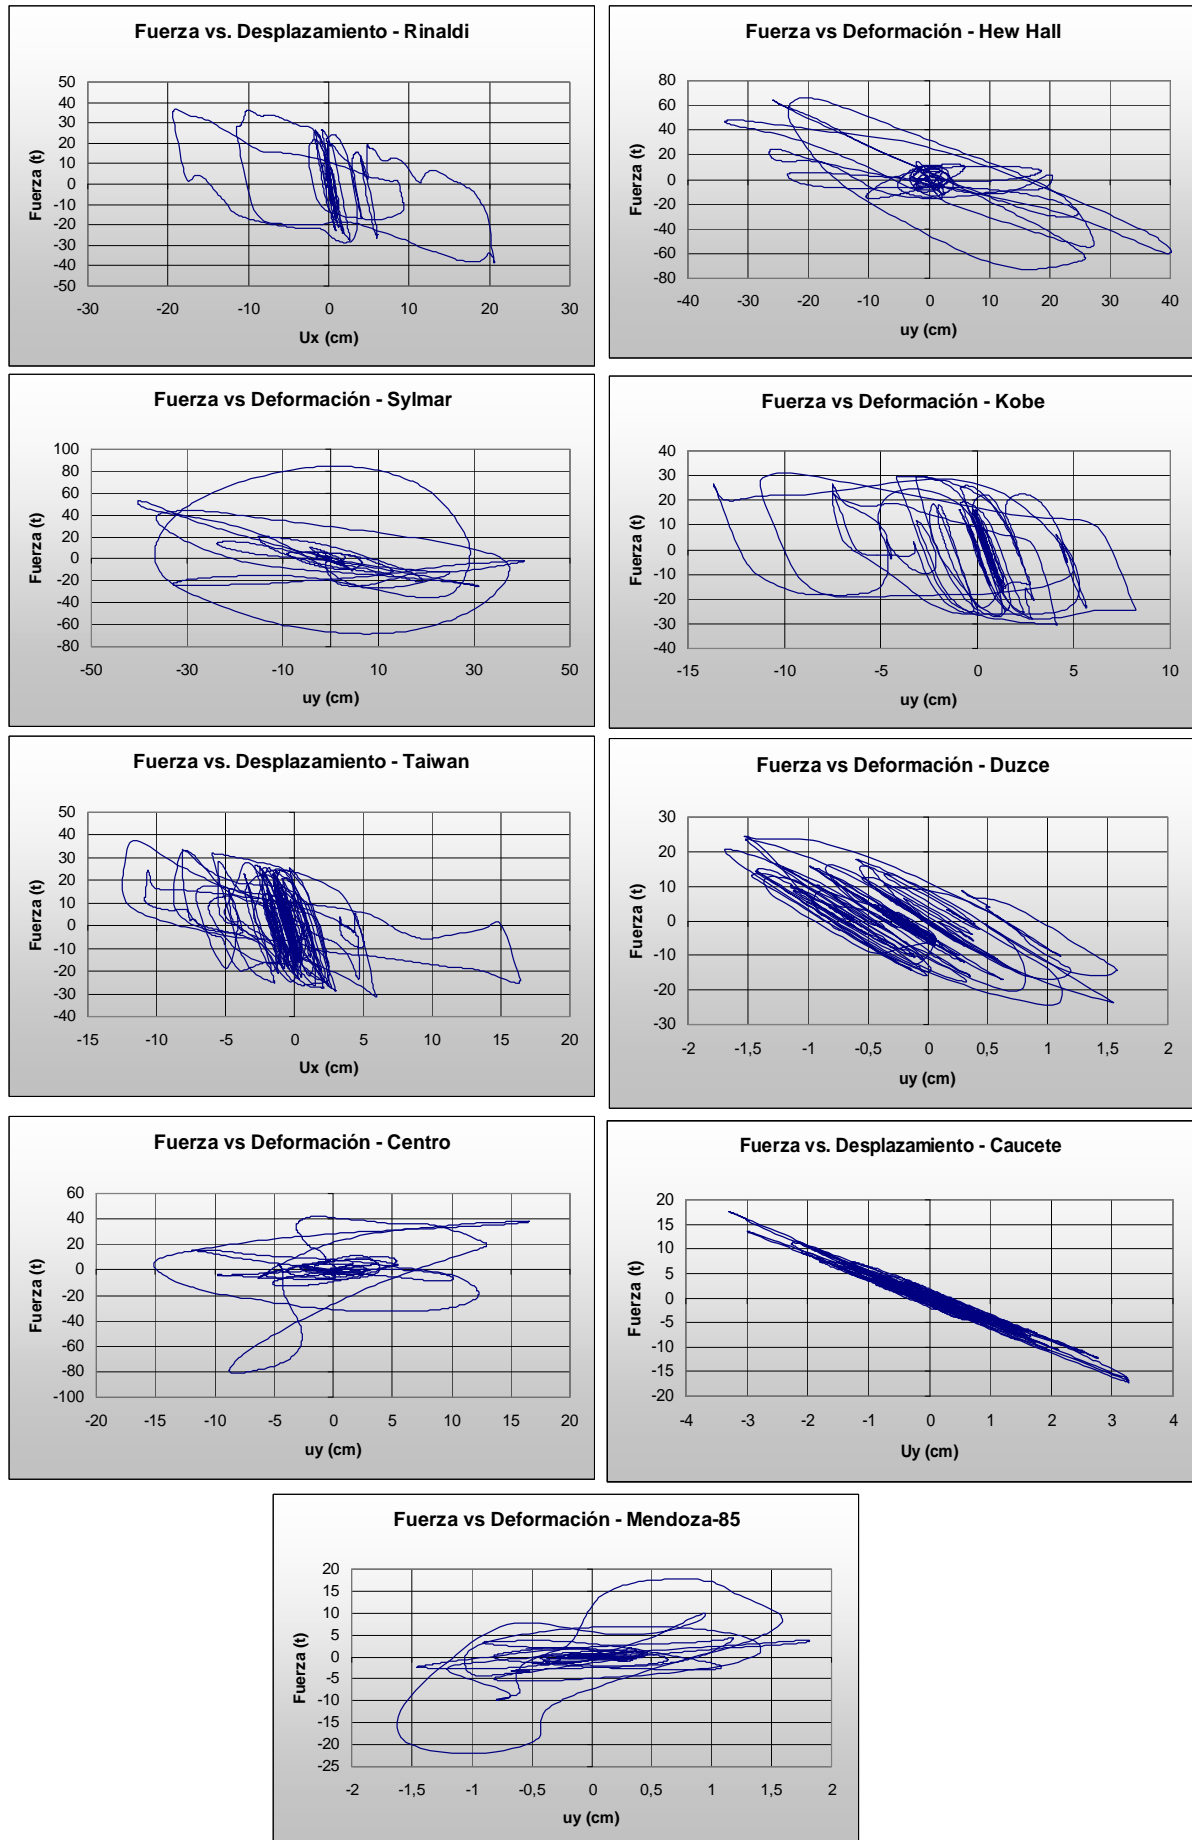 Fuerza vs. Desplazamiento - Rinaldi
Fuerza (t)
50
40
30
20
10
0
-10
-20
-30
-40
-50
-30 -20 -10 0 10 20 30
Ux (cm)
Fuerza vs Deformación - Hew Hall
Fuerza (t)
80
60
40
20
0
-20
-40
-60
-80
-40 -30 -20 -10 0 10 20 30 40
uy (cm)
Fuerza vs Deformación - Sylmar
Fuerza (t)
100
80
60
40
20
0
-20
-40
-60
-80
-50 -30 -10 10 30 50
uy (cm)
Fuerza vs Deformación - Kobe
Fuerza (t)
40
30
20
10
0
-10
-20
-30
-40
-15 -10 -5 0 5 10
uy (cm)
Fuerza vs. Desplazamiento - Taiwan
Fuerza (t)
50
40
30
20
10
0
-10
-20
-30
-40
-15 -10 -5 0 5 10 15 20
Ux (cm)
Fuerza vs Deformación - Duzce
Fuerza (t)
30
20
10
0
-10
-20
-30
-2 -1,5 -1 -0,5 0 0,5 1 1,5 2
uy (cm)
Fuerza vs Deformación - Centro
Fuerza (t)
60
40
20
0
-20
-40
-60
-80
-100
-20 -15 -10 -5 0 5 10 15 20
uy (cm)
Fuerza vs. Desplazamiento - Caucete
Fuerza (t)
20
15
10
5
0
-5
-10
-15
-20
-4 -3 -2 -1 0 1 2 3 4
Uy (cm)
Fuerza vs Deformación - Mendoza-85
Fuerza (t)
20
15
10
5
0
-5
-10
-15
-20
-25
-2 -1,5 -1 -0,5 0 0,5 1 1,5 2
uy (cm)